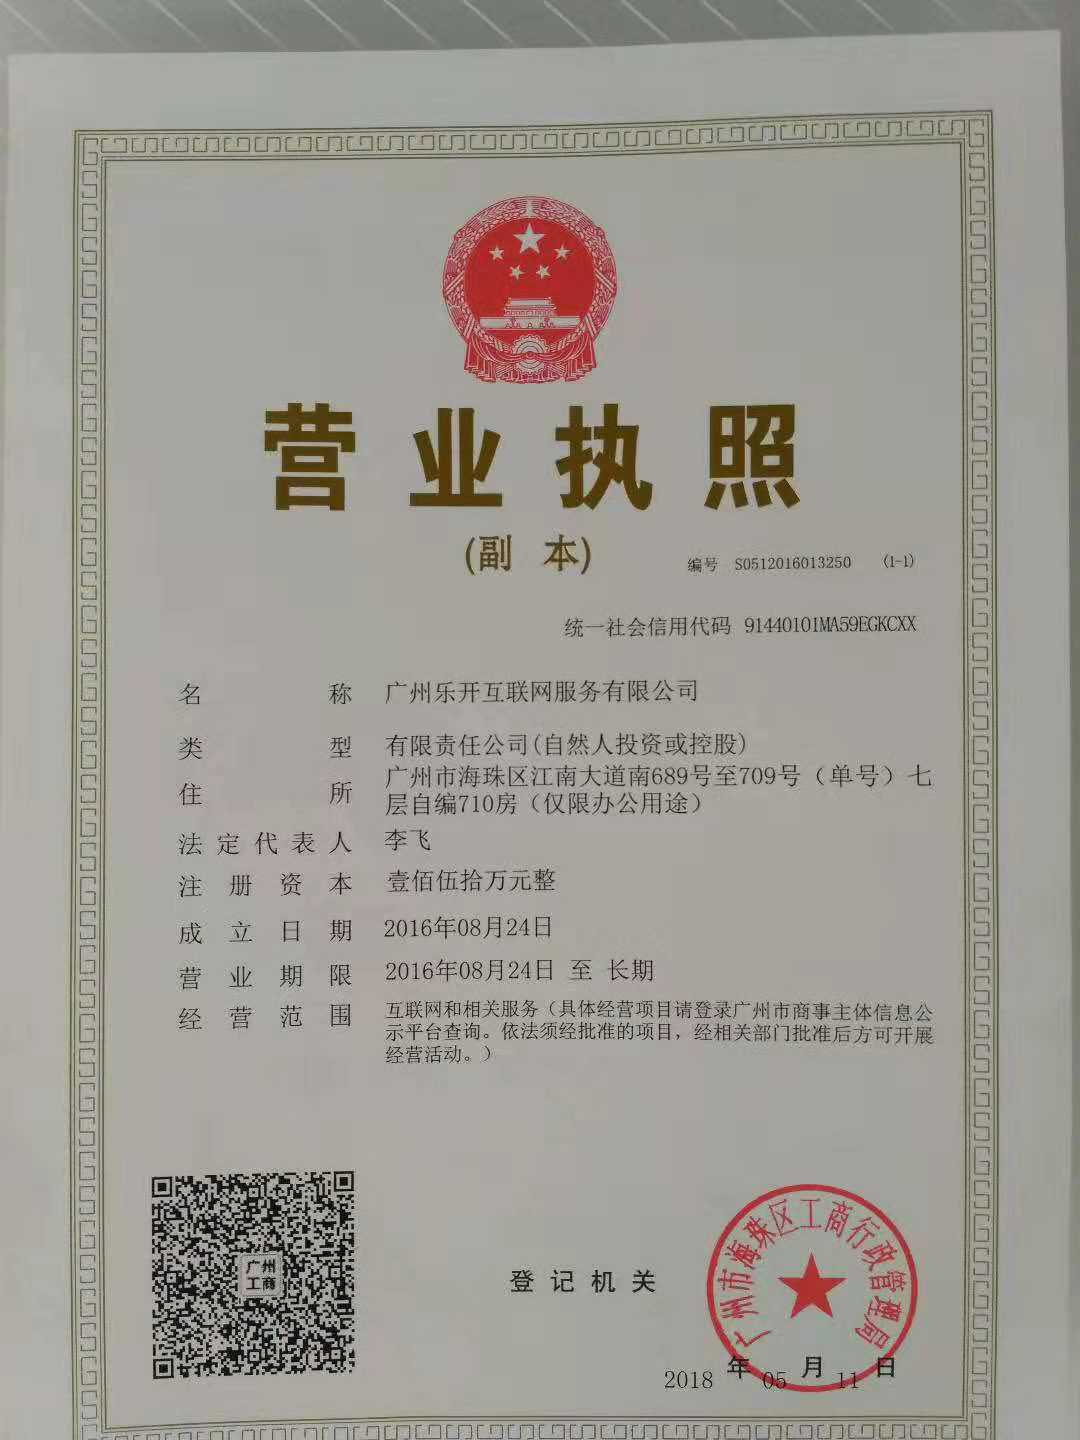 营业执照
(副 本)
编号 S0512016013250 (1-1)
统一社会信用代码 91440101MA59EGKCXX
名称 广州乐开互联网服务有限公司
类型 有限责任公司(自然人投资或控股)
住所 广州市海珠区江南大道南689号至709号（单号）七
层自编710房（仅限办公用途）
法定代表人 李飞
注册资本 壹佰伍拾万元整
成立日期 2016年08月24日
营业期限 2016年08月24日 至 长期
经营范围 互联网和相关服务（具体经营项目请登录广州市商事主体信息公
示平台查询。依法须经批准的项目，经相关部门批准后方可开展
经营活动。）
广州
工商
登记机关
广州市海珠区工商行政管理局
2018 年 05 月 11 日